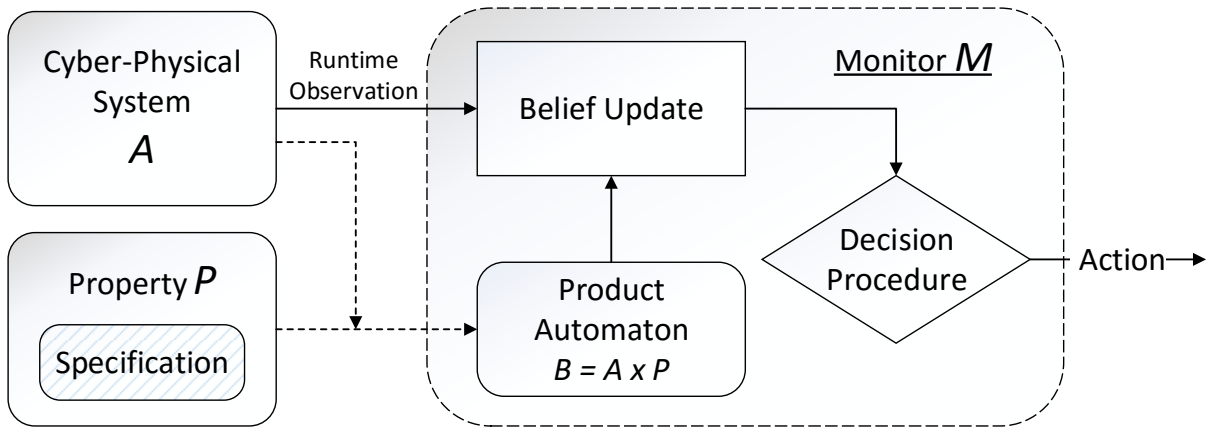 Cyber-Physical
System
A
Runtime
Observation
Monitor M
Belief Update
Decision
Procedure
Action
Property P
Specification
Product
Automaton
B = A x P